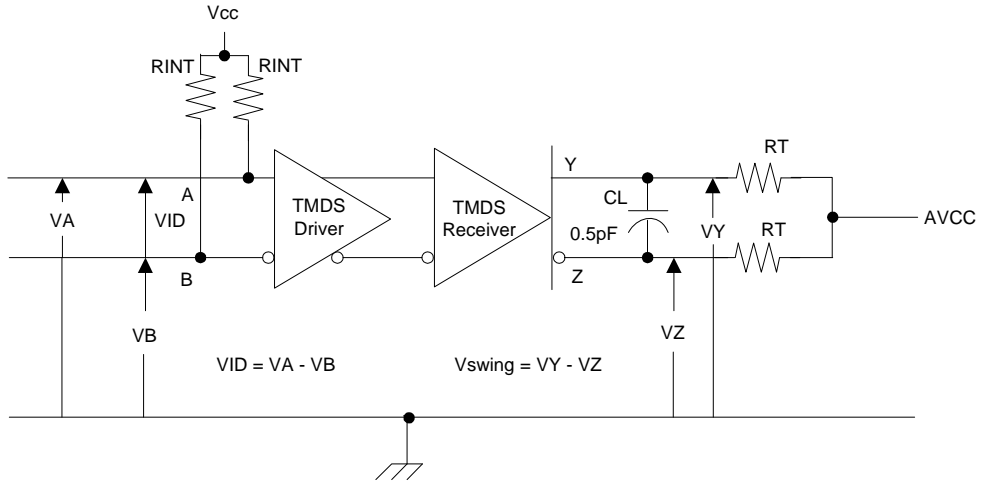 Vcc
RINT
RINT
RT
Y
A
CL
VA
VID
TMDS
Driver
TMDS
Receiver
0.5pF
VY
AVCC
RT
B
Z
VB
VZ
VID = VA - VB
Vswing = VY - VZ